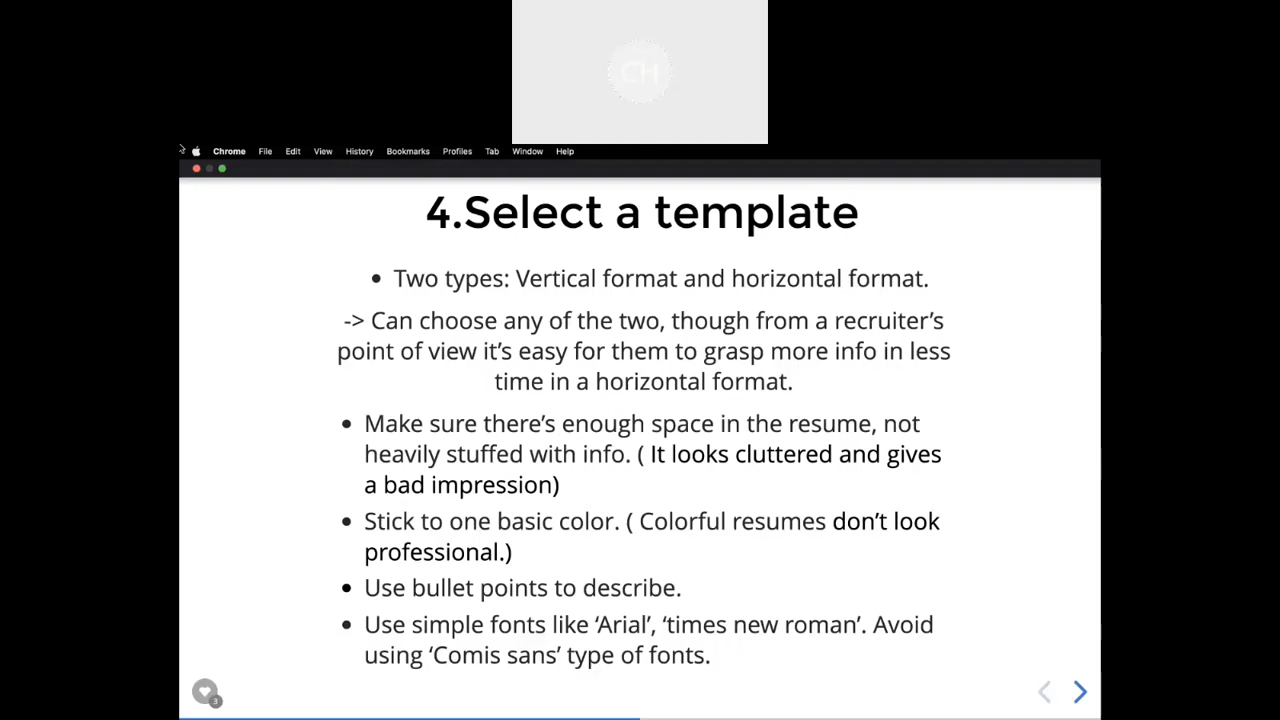 CH
Chrome File Edit View History Bookmarks Profiles Tab Window Help
4.Select a template
• Two types: Vertical format and horizontal format.
-> Can choose any of the two, though from a recruiter's
point of view it's easy for them to grasp more info in less
time in a horizontal format.
• Make sure there's enough space in the resume, not
heavily stuffed with info. ( It looks cluttered and gives
a bad impression)
• Stick to one basic color. ( Colorful resumes don't look
professional.)
• Use bullet points to describe.
• Use simple fonts like ‘Arial’, ‘times new roman’. Avoid
using ‘Comis sans’ type of fonts.
3